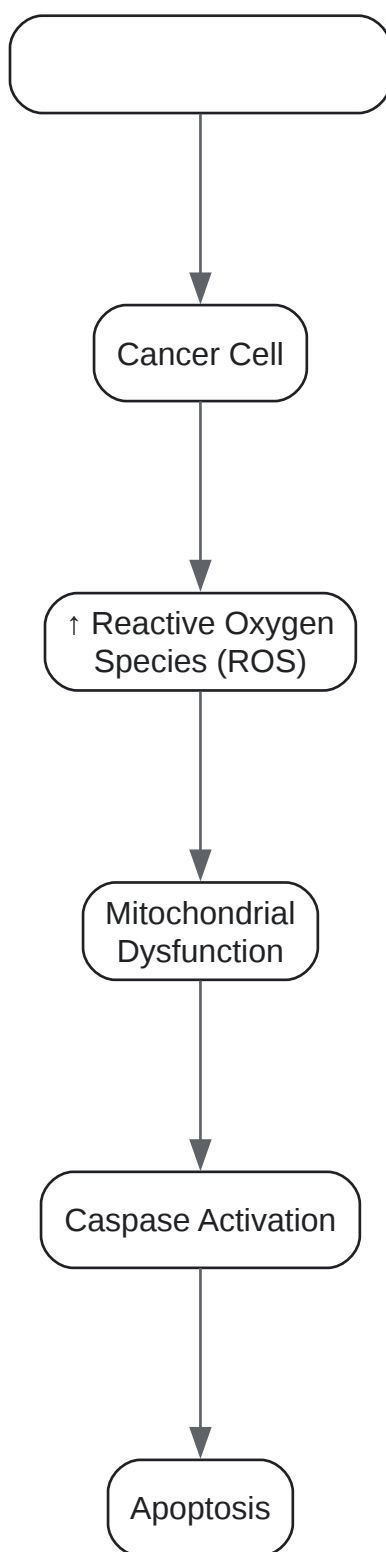 Cancer Cell
↑ Reactive Oxygen
Species (ROS)
Mitochondrial
Dysfunction
Caspase Activation
Apoptosis